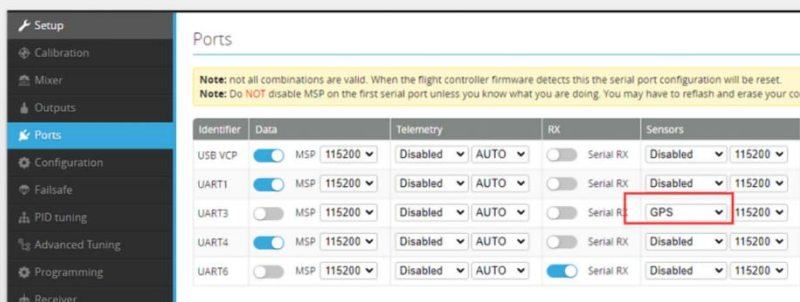 Setup
Calibration
Mixer
Outputs
Ports
Configuration
Failsafe
PID tuning
Advanced Tuning
Programming
Receiver
Ports
Note: not all combinations are valid. When the flight controller firmware detects this the serial port configuration will be reset.
Note: Do NOT disable MSP on the first serial port unless you know what you are doing. You may have to reflash and erase your co
Identifier Data Telemetry RX Sensors
USB VCP MSP 115200 Disabled AUTO Serial RX Disabled 115200
UART1 MSP 115200 Disabled AUTO Serial RX Disabled 115200
UART3 MSP 115200 Disabled AUTO Serial RX GPS 115200
UART4 MSP 115200 Disabled AUTO Serial RX Disabled 115200
UART6 MSP 115200 Disabled AUTO Serial RX Disabled 115200